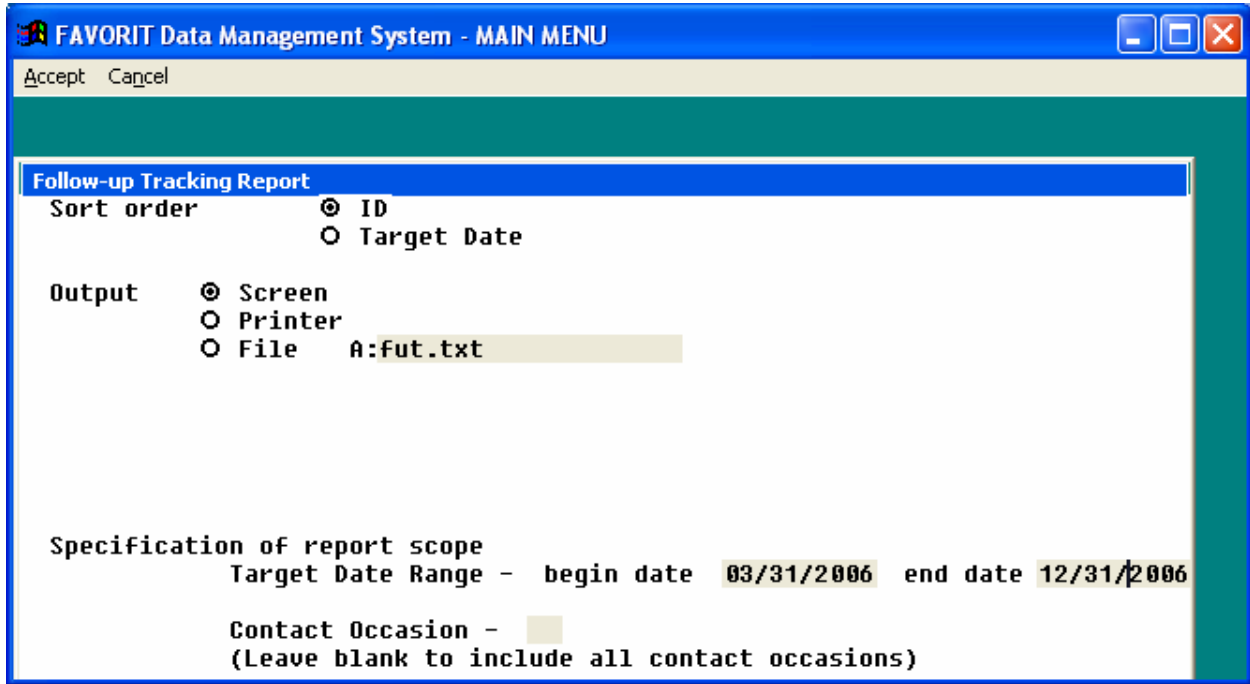 FAVORIT Data Management System - MAIN MENU
Accept Cancel
Follow-up Tracking Report
Sort order ID
Target Date
Output Screen
Printer
File A:fut.txt
Specification of report scope
Target Date Range - begin date 03/31/2006 end date 12/31/2006
Contact Occasion -
(Leave blank to include all contact occasions)